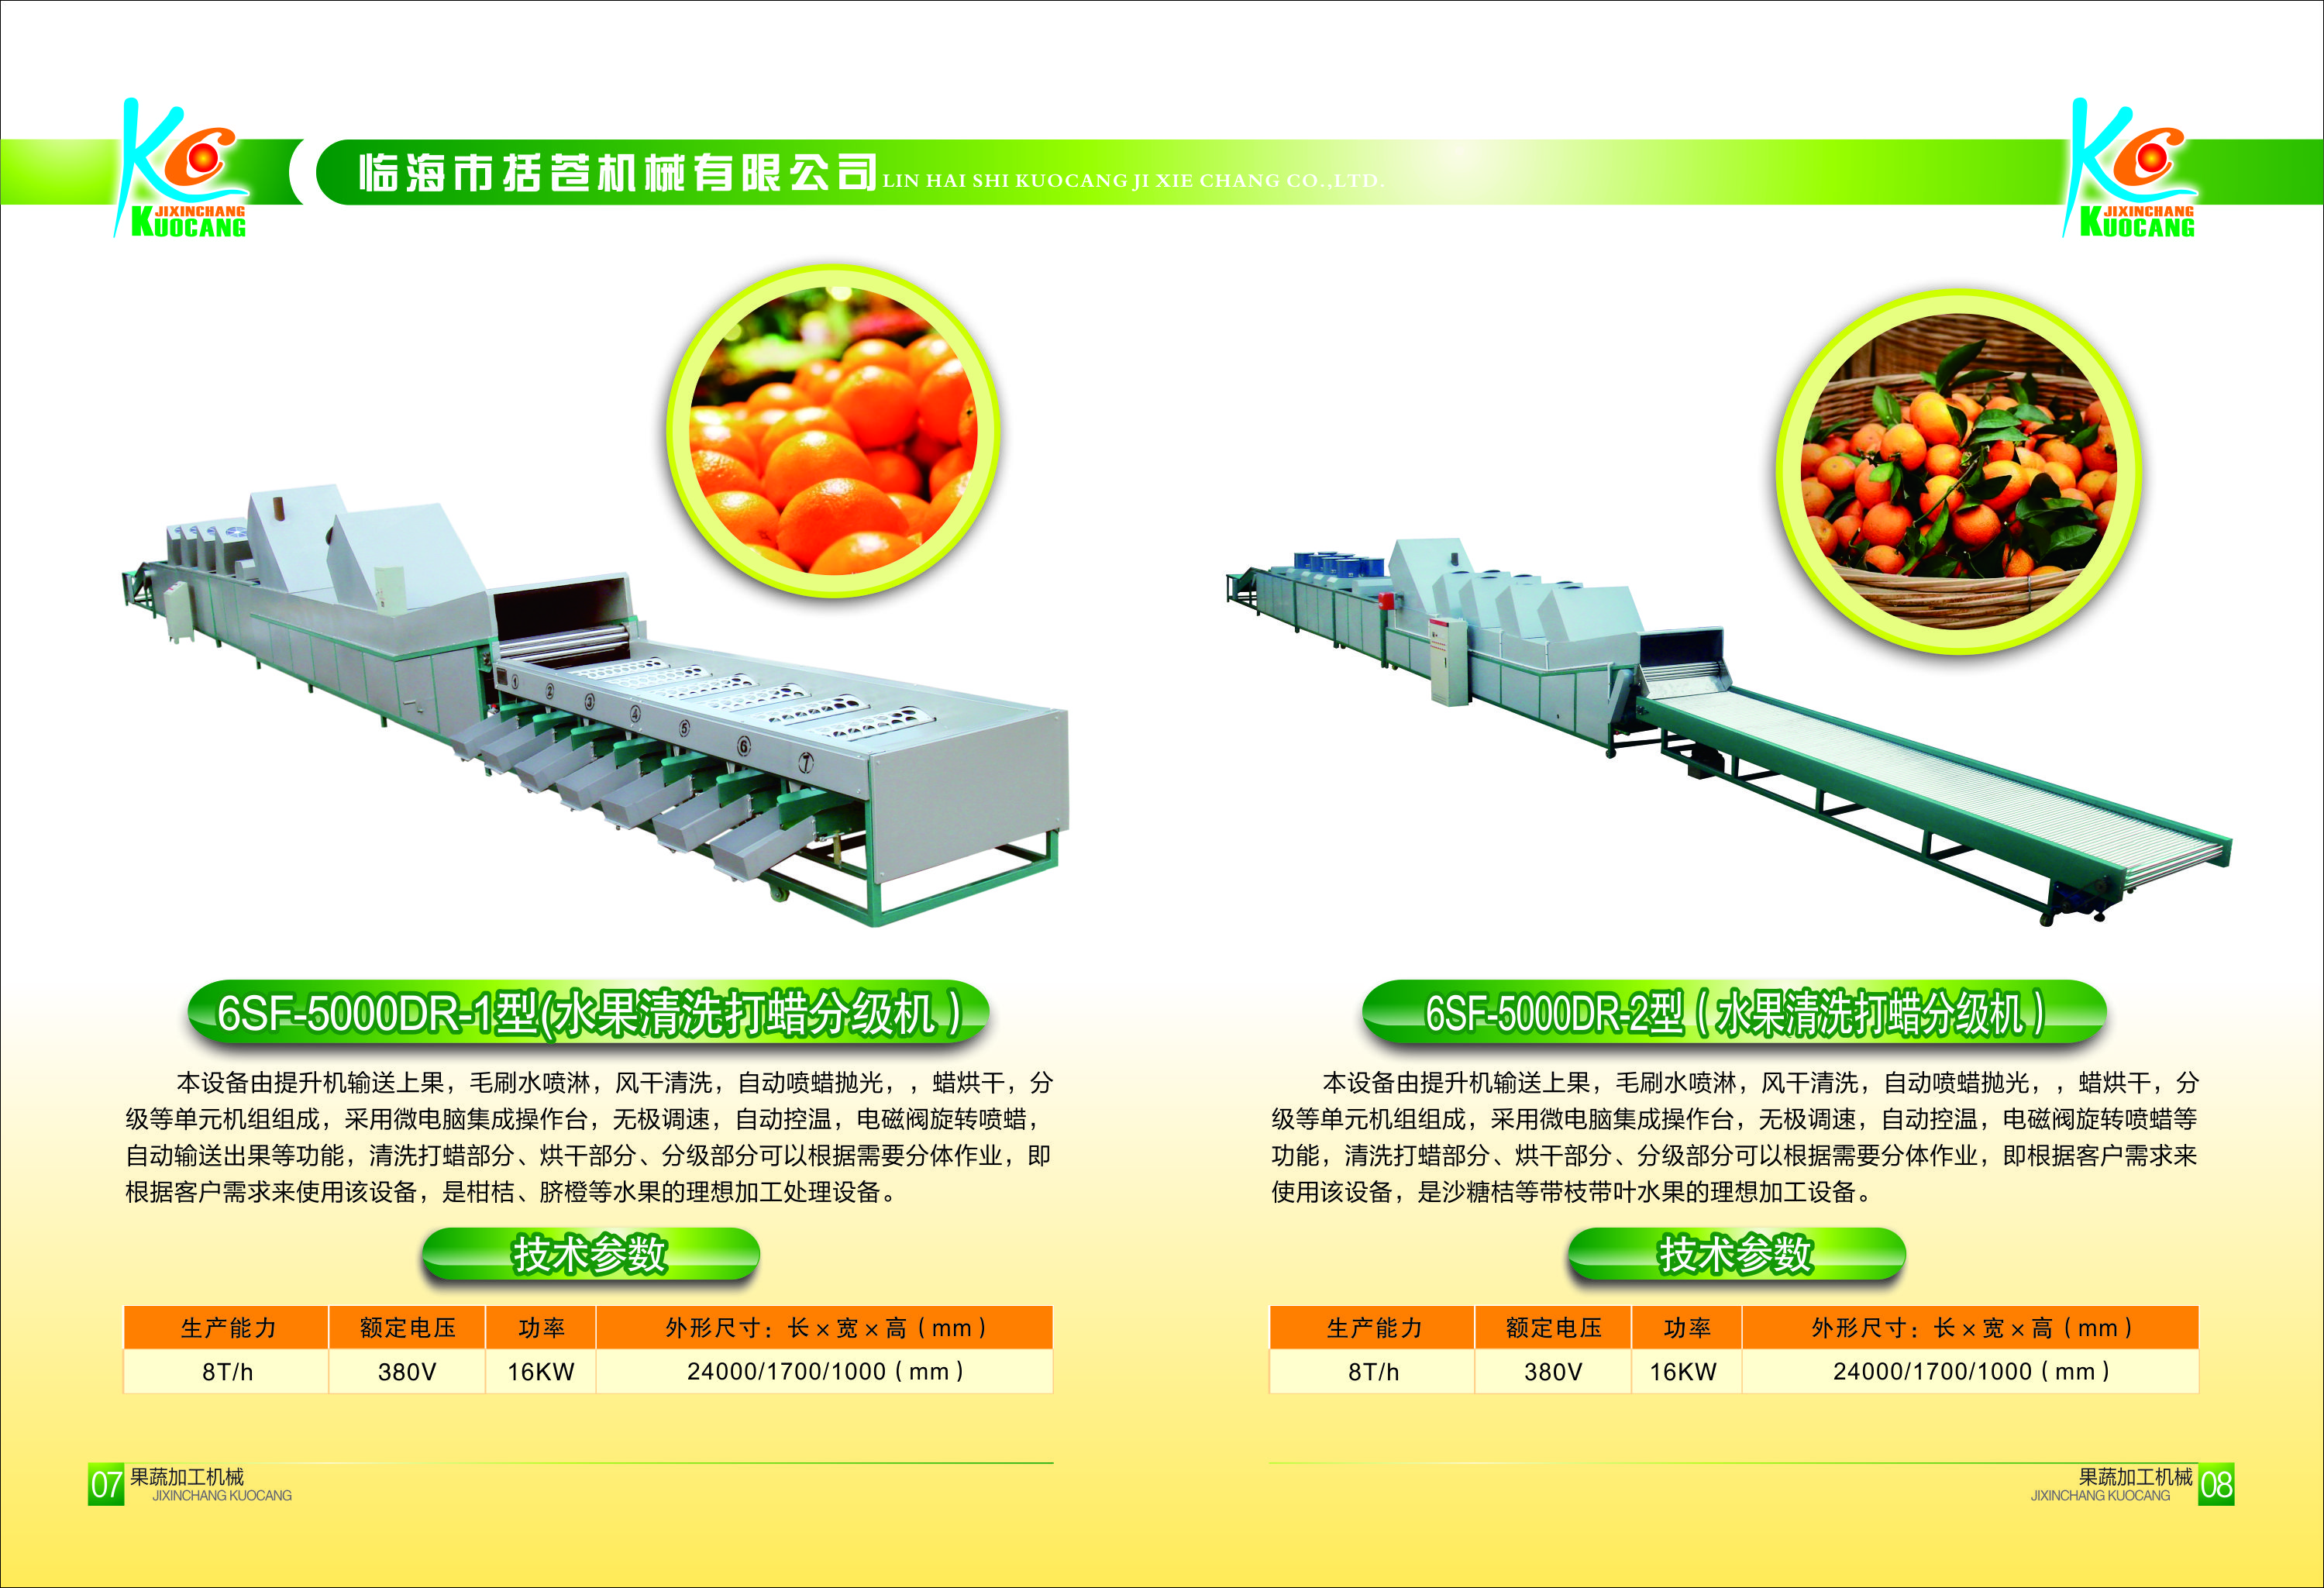 KC
JIXINCHANG
KUOCANG
临海市括苍机械有限公司 LIN HAI SHI KUOCANG JI XIE CHANG CO.,LTD.
KC
JIXINCHANG
KUOCANG
① ② ③ ④ ⑤ ⑥ ⑦
6SF-5000DR-1型(水果清洗打蜡分级机）
本设备由提升机输送上果，毛刷水喷淋，风干清洗，自动喷蜡抛光，，蜡烘干，分
级等单元机组组成，采用微电脑集成操作台，无极调速，自动控温，电磁阀旋转喷蜡，
自动输送出果等功能，清洗打蜡部分、烘干部分、分级部分可以根据需要分体作业，即
根据客户需求来使用该设备，是柑桔、脐橙等水果的理想加工处理设备。
技术参数
生产能力 额定电压 功率 外形尺寸：长×宽×高（mm）
8T/h 380V 16KW 24000/1700/1000（mm）
07 果蔬加工机械
JIXINCHANG KUOCANG
6SF-5000DR-2型（水果清洗打蜡分级机）
本设备由提升机输送上果，毛刷水喷淋，风干清洗，自动喷蜡抛光，，蜡烘干，分
级等单元机组组成，采用微电脑集成操作台，无极调速，自动控温，电磁阀旋转喷蜡等
功能，清洗打蜡部分、烘干部分、分级部分可以根据需要分体作业，即根据客户需求来
使用该设备，是沙糖桔等带枝带叶水果的理想加工设备。
技术参数
生产能力 额定电压 功率 外形尺寸：长×宽×高（mm）
8T/h 380V 16KW 24000/1700/1000（mm）
果蔬加工机械 08
JIXINCHANG KUOCANG